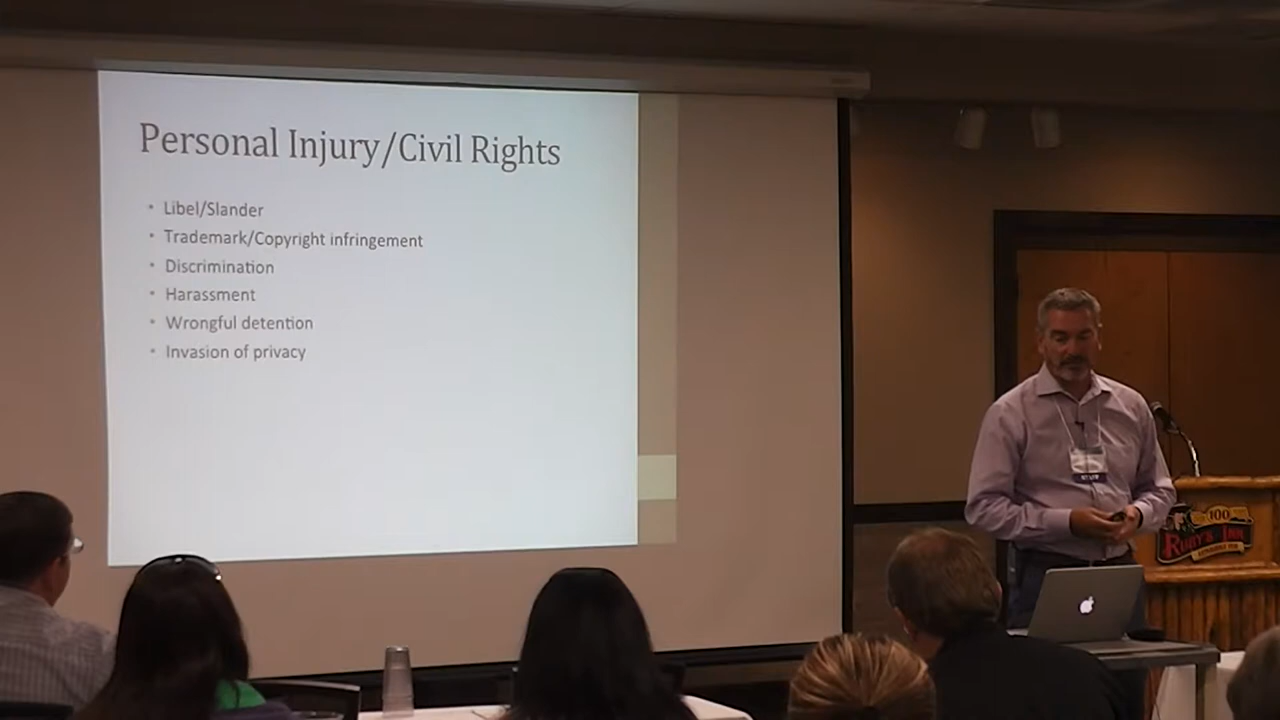 Personal Injury/Civil Rights
• Libel/Slander
• Trademark/Copyright infringement
• Discrimination
• Harassment
• Wrongful detention
• Invasion of privacy
100
RUBY'S INN